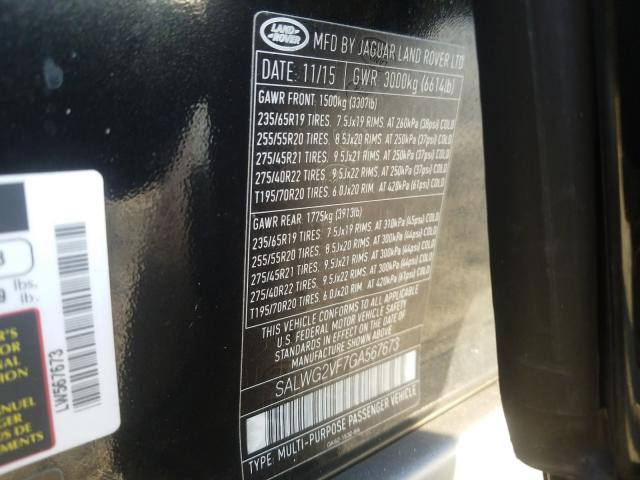 LAND-
ROVER
MFD BY JAGUAR LAND ROVER LTD
DATE: 11/15 GWR 3000kg (6614lb)
GAWR FRONT 1500kg (3307lb)
235/65R19 TIRES. 7.5Jx19 RIMS. AT 260kPa (38psi) COLD
255/55R20 TIRES. 8.5Jx20 RIMS. AT 250kPa (37psi) COLD
275/45R21 TIRES. 9.5Jx21 RIMS. AT 250kPa (37psi) COLD
275/40R22 TIRES. 9.5Jx22 RIMS. AT 250kPa (37psi) COLD
T195/70R20 TIRES. 6.0Jx20 RIM. AT 420kPa (61psi) COLD
GAWR REAR 1775kg (3913lb)
235/65R19 TIRES. 7.5Jx19 RIMS. AT 310kPa (45psi) COLD
255/55R20 TIRES. 8.5Jx20 RIMS. AT 300kPa (44psi) COLD
275/45R21 TIRES. 9.5Jx21 RIMS. AT 300kPa (44psi) COLD
275/40R22 TIRES. 9.5Jx22 RIMS. AT 300kPa (44psi) COLD
T195/70R20 TIRES. 6.0Jx20 RIM. AT 420kPa (61psi) COLD
THIS VEHICLE CONFORMS TO ALL APPLICABLE
U.S. FEDERAL MOTOR VEHICLE SAFETY
STANDARDS IN EFFECT ON THE DATE OF
MANUFACTURE SHOWN ABOVE.
SALWG2VF7GA567673
TYPE: MULTI-PURPOSE PASSENGER VEHICLE
lbs.
lb.
LW567673